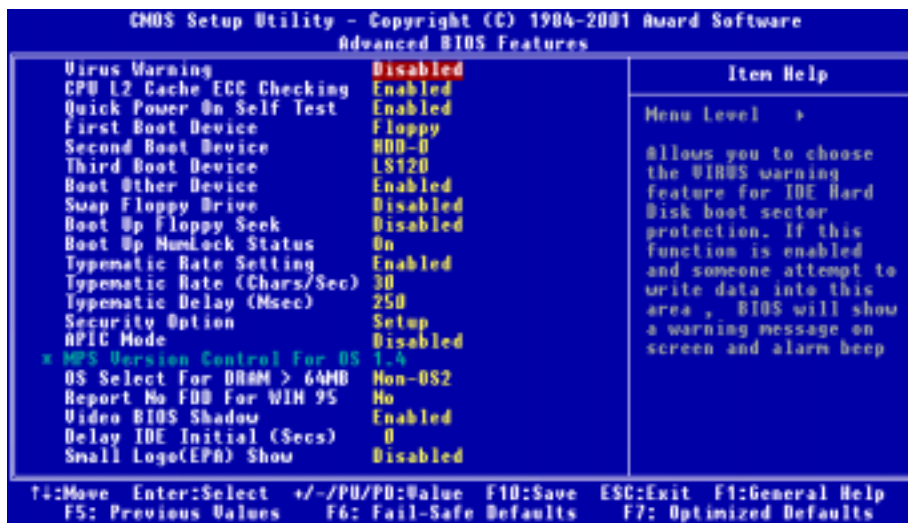 CMOS Setup Utility - Copyright (C) 1984-2001 Award Software
Advanced BIOS Features
Virus Warning Disabled
CPU L2 Cache ECC Checking Enabled
Quick Power On Self Test Enabled
First Boot Device Floppy
Second Boot Device HDD-0
Third Boot Device LS120
Boot Other Device Enabled
Swap Floppy Drive Disabled
Boot Up Floppy Seek Disabled
Boot Up NumLock Status On
Typematic Rate Setting Enabled
Typematic Rate (Chars/Sec) 30
Typematic Delay (Msec) 250
Security Option Setup
APIC Mode Disabled
x MPS Version Control For OS 1.4
OS Select For DRAM > 64MB Non-OS2
Report No FDD For WIN 95 No
Video BIOS Shadow Enabled
Delay IDE Initial (Secs) 0
Small Logo(EPA) Show Disabled
Item Help
Menu Level ▸
Allows you to choose
the VIRUS warning
feature for IDE Hard
Disk boot sector
protection. If this
function is enabled
and someone attempt to
write data into this
area , BIOS will show
a warning message on
screen and alarm beep
↑↓:Move Enter:Select +/-/PU/PD:Value F10:Save ESC:Exit F1:General Help
F5: Previous Values F6: Fail-Safe Defaults F7: Optimized Defaults